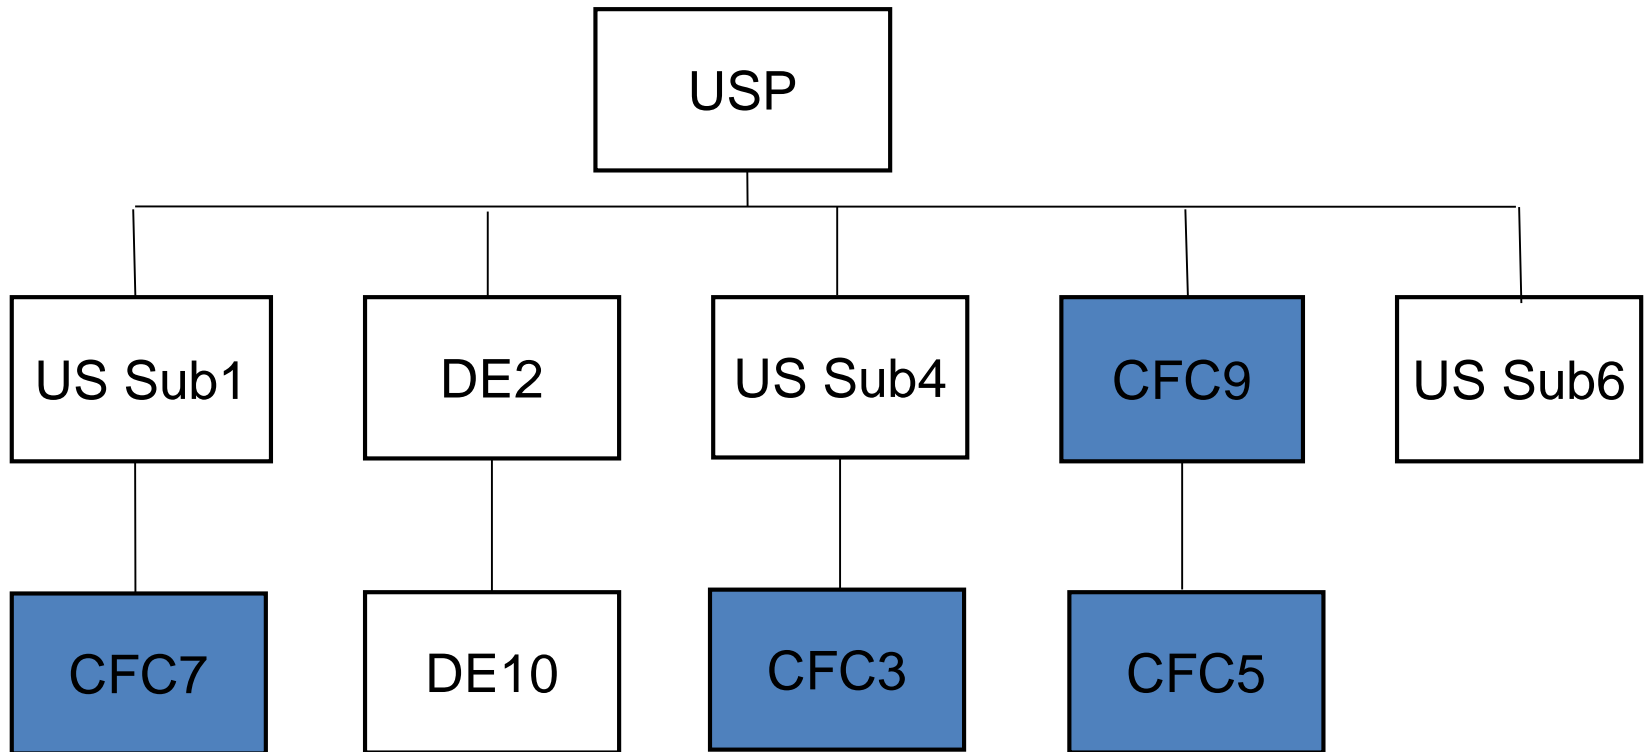 USP
US Sub1
DE2
US Sub4
CFC9
US Sub6
CFC7
DE10
CFC3
CFC5